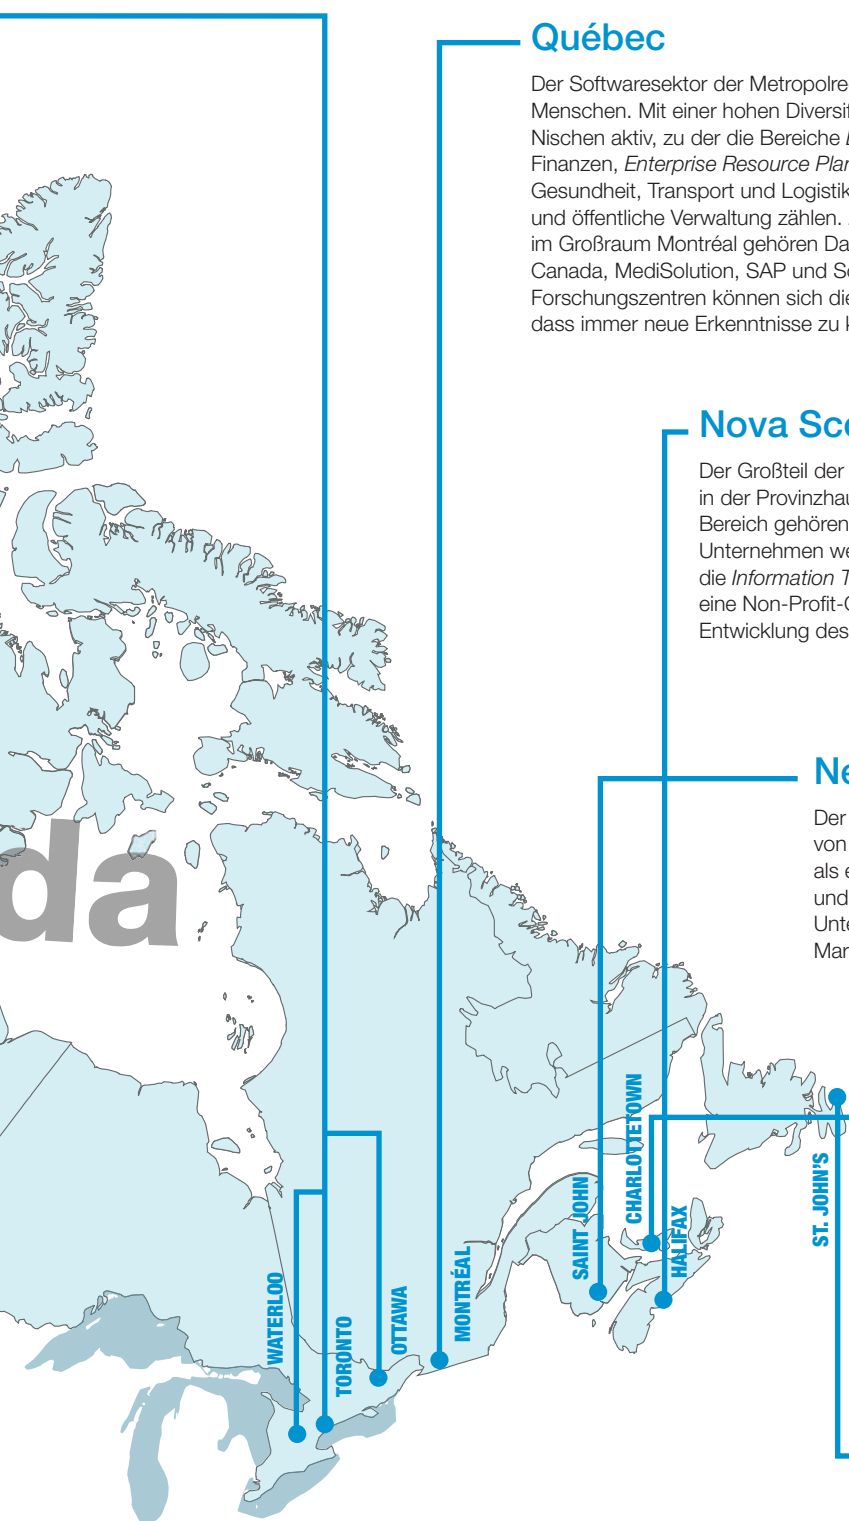 Québec
Der Softwaresektor der Metropolre
Menschen. Mit einer hohen Diversif
Nischen aktiv, zu der die Bereiche
Finanzen, Enterprise Resource Plan
Gesundheit, Transport und Logistik
und öffentliche Verwaltung zählen.
im Großraum Montréal gehören Da
Canada, MediSolution, SAP und So
Forschungszentren können sich die
dass immer neue Erkenntnisse zu k
Nova Sco
Der Großteil der
in der Provinzhau
Bereich gehören
Unternehmen we
die Information T
eine Non-Profit-O
Entwicklung des
Ne
Der
von
als e
und
Unte
Mar
da
CHARLOTTETOWN
SAINT JOHN
HALIFAX
ST. JOHN'S
MONTRÉAL
WATERLOO
OTTAWA
TORONTO